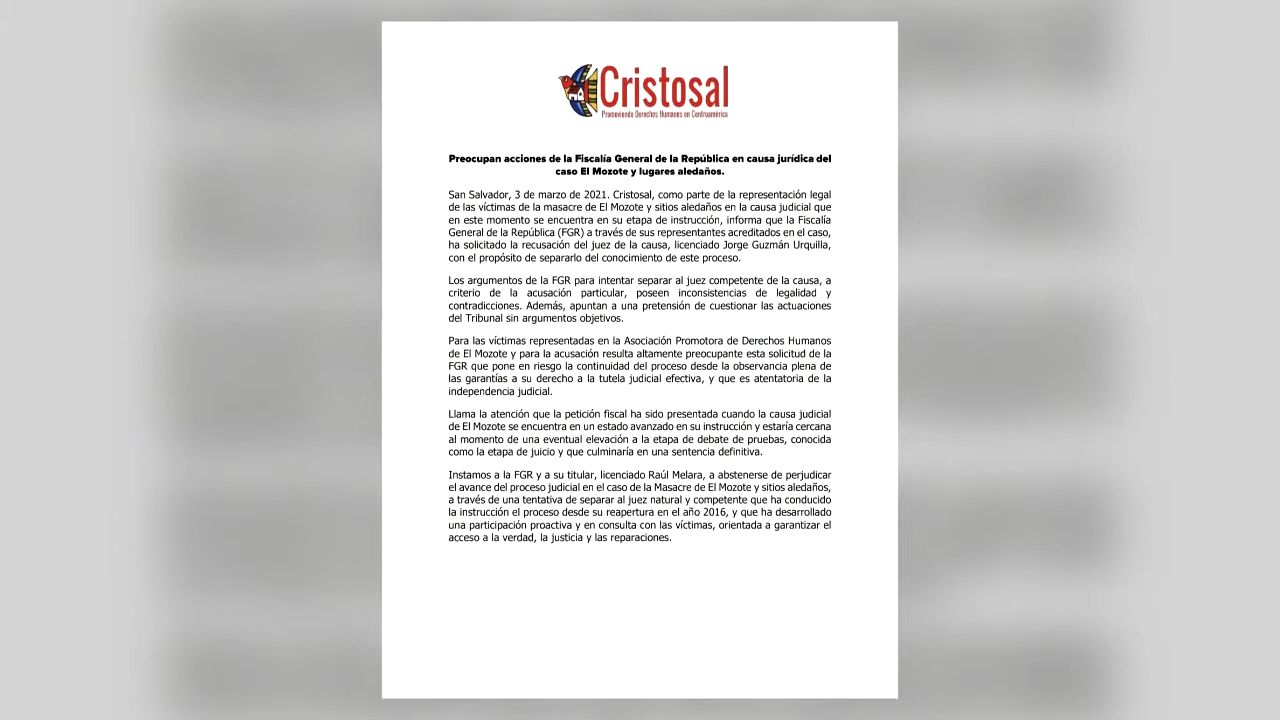 Cristosal
Promoviendo Derechos Humanos en Centroamérica
Preocupan acciones de la Fiscalía General de la República en causa jurídica del
caso El Mozote y lugares aledaños.
San Salvador, 3 de marzo de 2021. Cristosal, como parte de la representación legal
de las víctimas de la masacre de El Mozote y sitios aledaños en la causa judicial que
en este momento se encuentra en su etapa de instrucción, informa que la Fiscalía
General de la República (FGR) a través de sus representantes acreditados en el caso,
ha solicitado la recusación del juez de la causa, licenciado Jorge Guzmán Urquilla,
con el propósito de separarlo del conocimiento de este proceso.
Los argumentos de la FGR para intentar separar al juez competente de la causa, a
criterio de la acusación particular, poseen inconsistencias de legalidad y
contradicciones. Además, apuntan a una pretensión de cuestionar las actuaciones
del Tribunal sin argumentos objetivos.
Para las víctimas representadas en la Asociación Promotora de Derechos Humanos
de El Mozote y para la acusación resulta altamente preocupante esta solicitud de la
FGR que pone en riesgo la continuidad del proceso desde la observancia plena de
las garantías a su derecho a la tutela judicial efectiva, y que es atentatoria de la
independencia judicial.
Llama la atención que la petición fiscal ha sido presentada cuando la causa judicial
de El Mozote se encuentra en un estado avanzado en su instrucción y estaría cercana
al momento de una eventual elevación a la etapa de debate de pruebas, conocida
como la etapa de juicio y que culminaría en una sentencia definitiva.
Instamos a la FGR y a su titular, licenciado Raúl Melara, a abstenerse de perjudicar
el avance del proceso judicial en el caso de la Masacre de El Mozote y sitios aledaños,
a través de una tentativa de separar al juez natural y competente que ha conducido
la instrucción el proceso desde su reapertura en el año 2016, y que ha desarrollado
una participación proactiva y en consulta con las víctimas, orientada a garantizar el
acceso a la verdad, la justicia y las reparaciones.